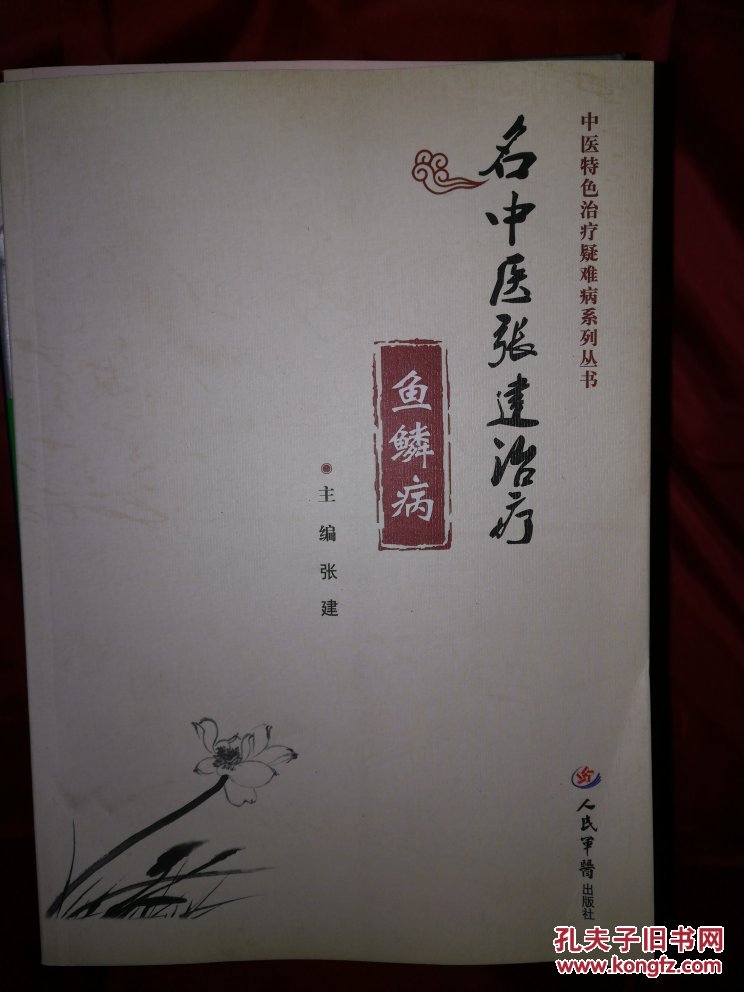 中医特色治疗疑难病系列丛书
名中医张建治疗
鱼鳞病
主编张建
人民军醫出版社
孔夫子旧书网
www.kongfz.com